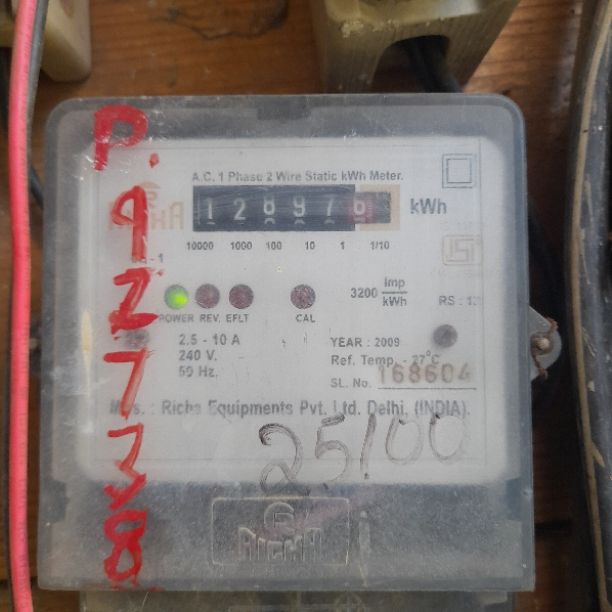 P.
9
2
7
3
8
A.C. 1 Phase 2 Wire Static kWh Meter.
128976 kWh
10000 1000 100 10 1 1/10
3200 Imp/kWh
POWER REV. EFLT CAL
2.5 - 10 A
240 V.
50 Hz.
YEAR : 2009
Ref. Temp. - 27°C
SL. No. 168604
Richa Equipments Pvt. Ltd. Delhi, (INDIA).
25100
RICHA